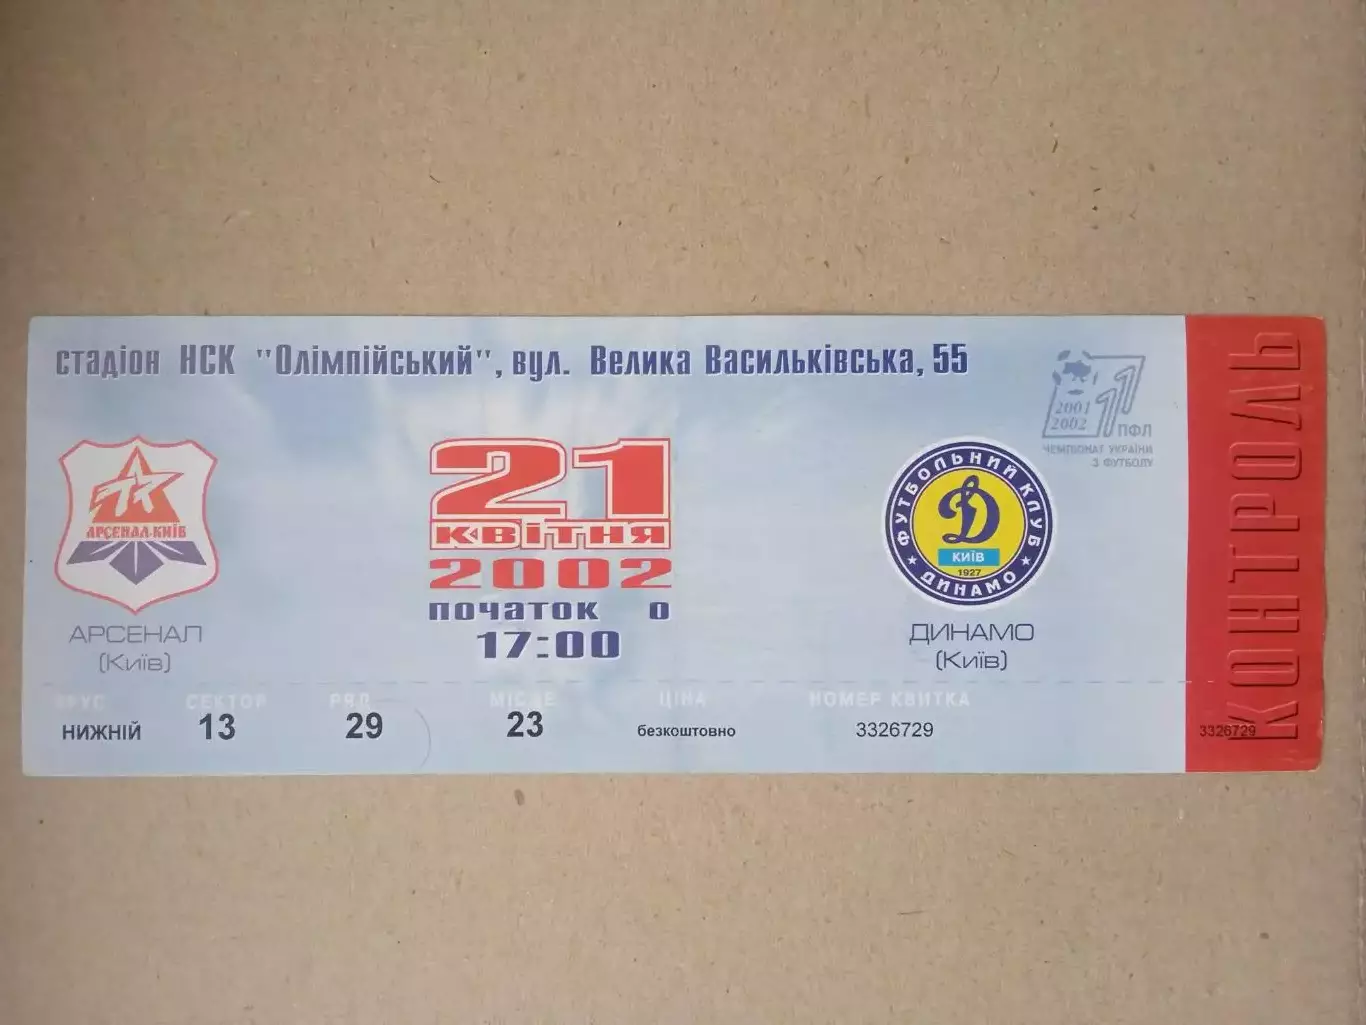 стадіон НСК "Олімпійський", вул. Велика Васильківська, 55
2001
2002
ПФЛ
ЧЕМПІОНАТ УКРАЇНИ
З ФУТБОЛУ
АРСЕНАЛ-КИЇВ
АРСЕНАЛ
(Київ)
21
КВІТНЯ
2002
початок о
17:00
ФУТБОЛЬНИЙ КЛУБ
Д
КИЇВ
1927
ДИНАМО
ДИНАМО
(Київ)
ЯРУС СЕКТОР РЯД МІСЦЕ ЦІНА НОМЕР КВИТКА
НИЖНІЙ 13 29 23 безкоштовно 3326729
КОНТРОЛЬ
3326729